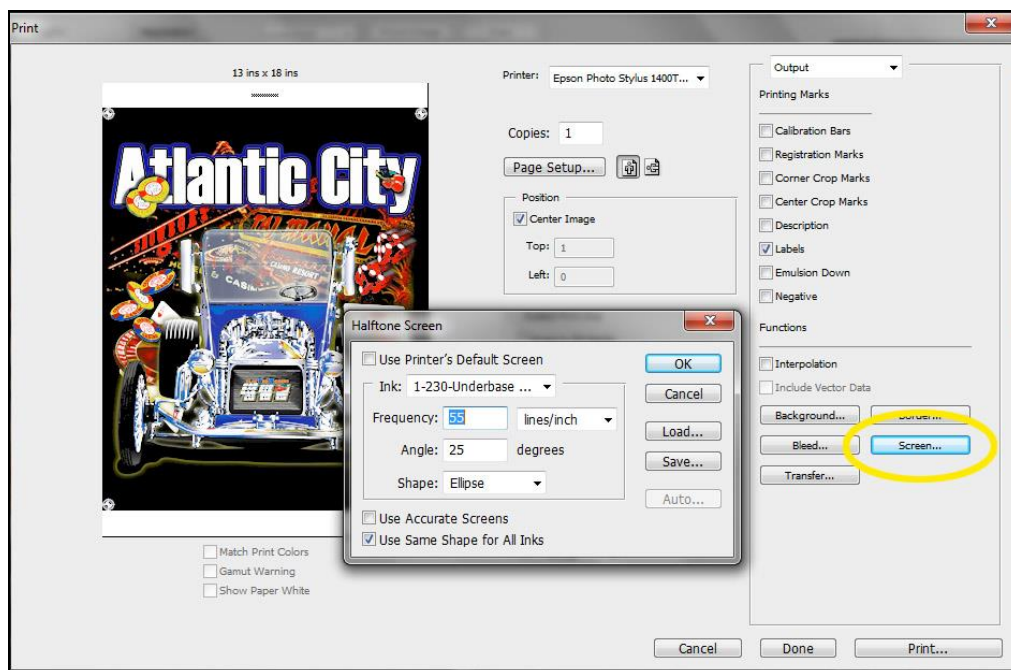 Print
13 ins x 18 ins
Atlantic City
CASINO RESORT
& CASIN
Match Print Colors
Gamut Warning
Show Paper White
Printer: Epson Photo Stylus 1400T...
Copies: 1
Page Setup...
Position
Center Image
Top: 1
Left: 0
Halftone Screen
Use Printer's Default Screen
Ink: 1-230-Underbase ...
Frequency: 55 lines/inch
Angle: 25 degrees
Shape: Ellipse
Use Accurate Screens
Use Same Shape for All Inks
OK
Cancel
Load...
Save...
Auto...
Output
Printing Marks
Calibration Bars
Registration Marks
Corner Crop Marks
Center Crop Marks
Description
Labels
Emulsion Down
Negative
Functions
Interpolation
Include Vector Data
Background... Border...
Bleed... Screen...
Transfer...
Cancel Done Print...